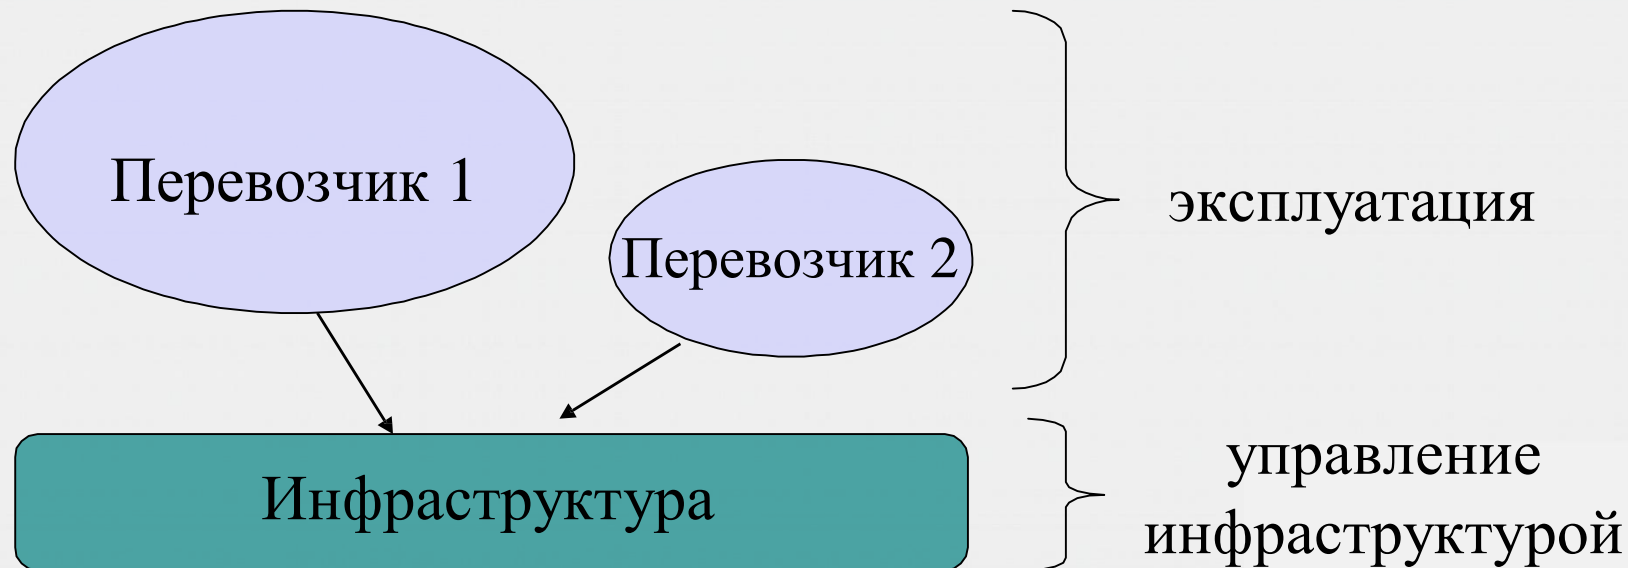 Перевозчик 1
Перевозчик 2
эксплуатация
Инфраструктура
управление
инфраструктурой